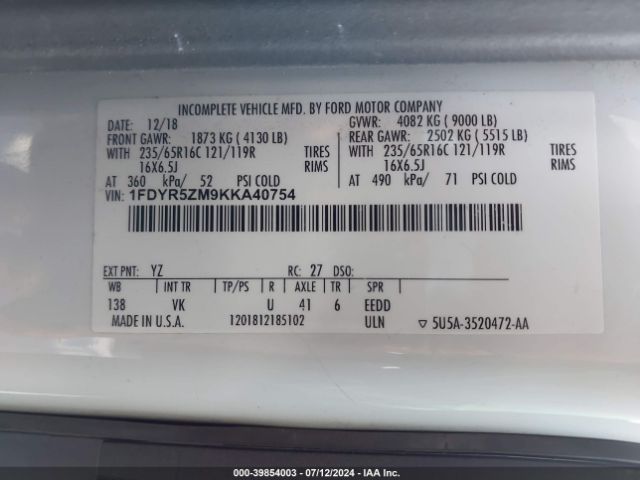 INCOMPLETE VEHICLE MFD. BY FORD MOTOR COMPANY
DATE: 12/18 GVWR: 4082 KG ( 9000 LB)
FRONT GAWR: 1873 KG ( 4130 LB) REAR GAWR: 2502 KG ( 5515 LB)
WITH 235/65R16C 121/119R TIRES WITH 235/65R16C 121/119R TIRES
16X6.5J RIMS 16X6.5J RIMS
AT 360 kPa/ 52 PSI COLD AT 490 kPa/ 71 PSI COLD
VIN: 1FDYR5ZM9KKA40754
EXT PNT: YZ RC: 27 DSO:
WB INT TR TP/PS R AXLE TR SPR
138 VK U 41 6 EEDD
MADE IN U.S.A. 1201812185102 ULN ▽ 5U5A-3520472-AA
000-39854003 - 07/12/2024 - IAA Inc.